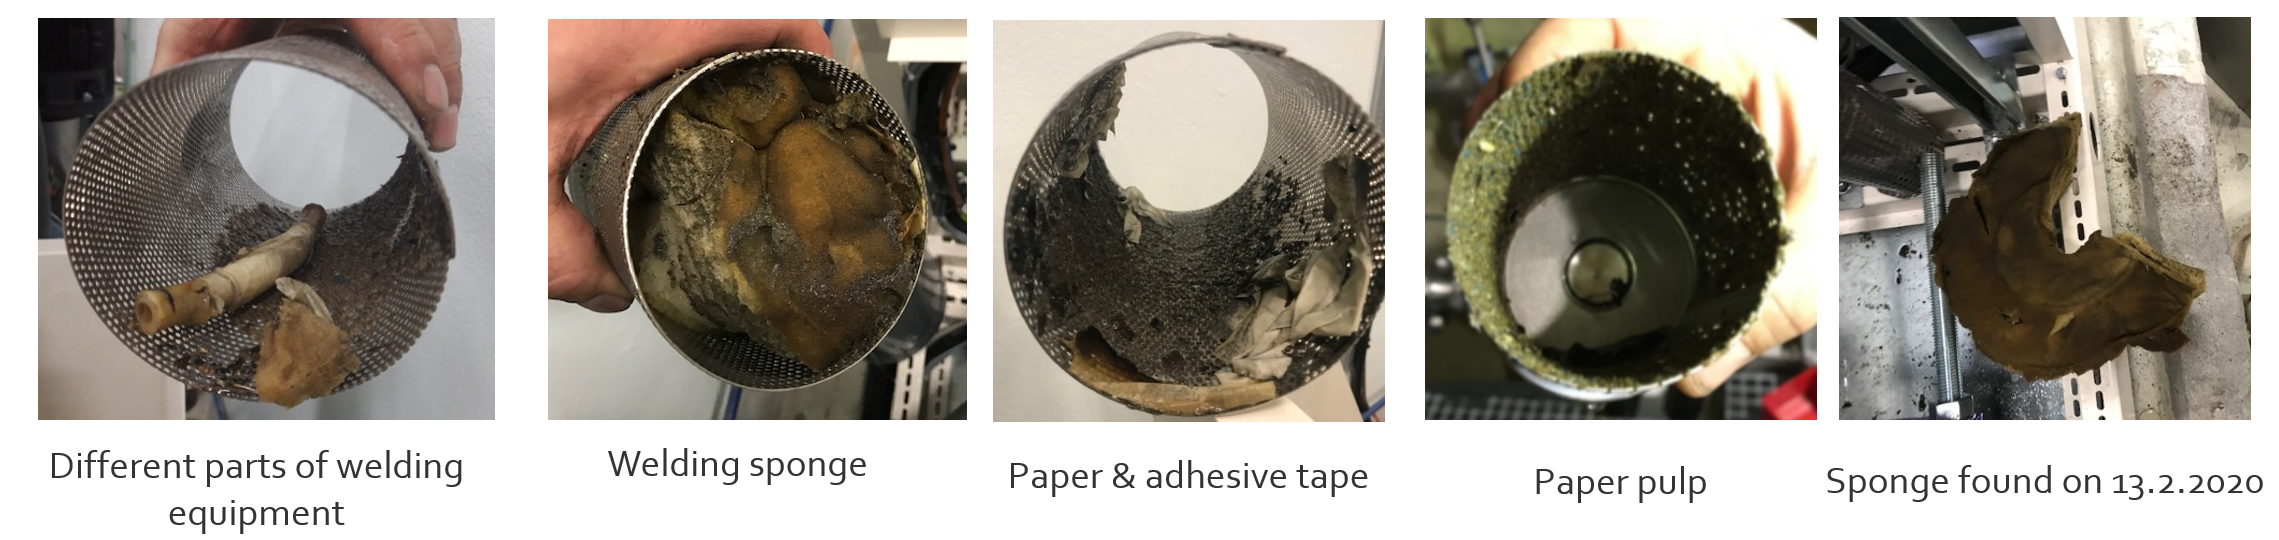 Different parts of welding
equipment
Welding sponge
Paper & adhesive tape
Paper pulp
Sponge found on 13.2.2020